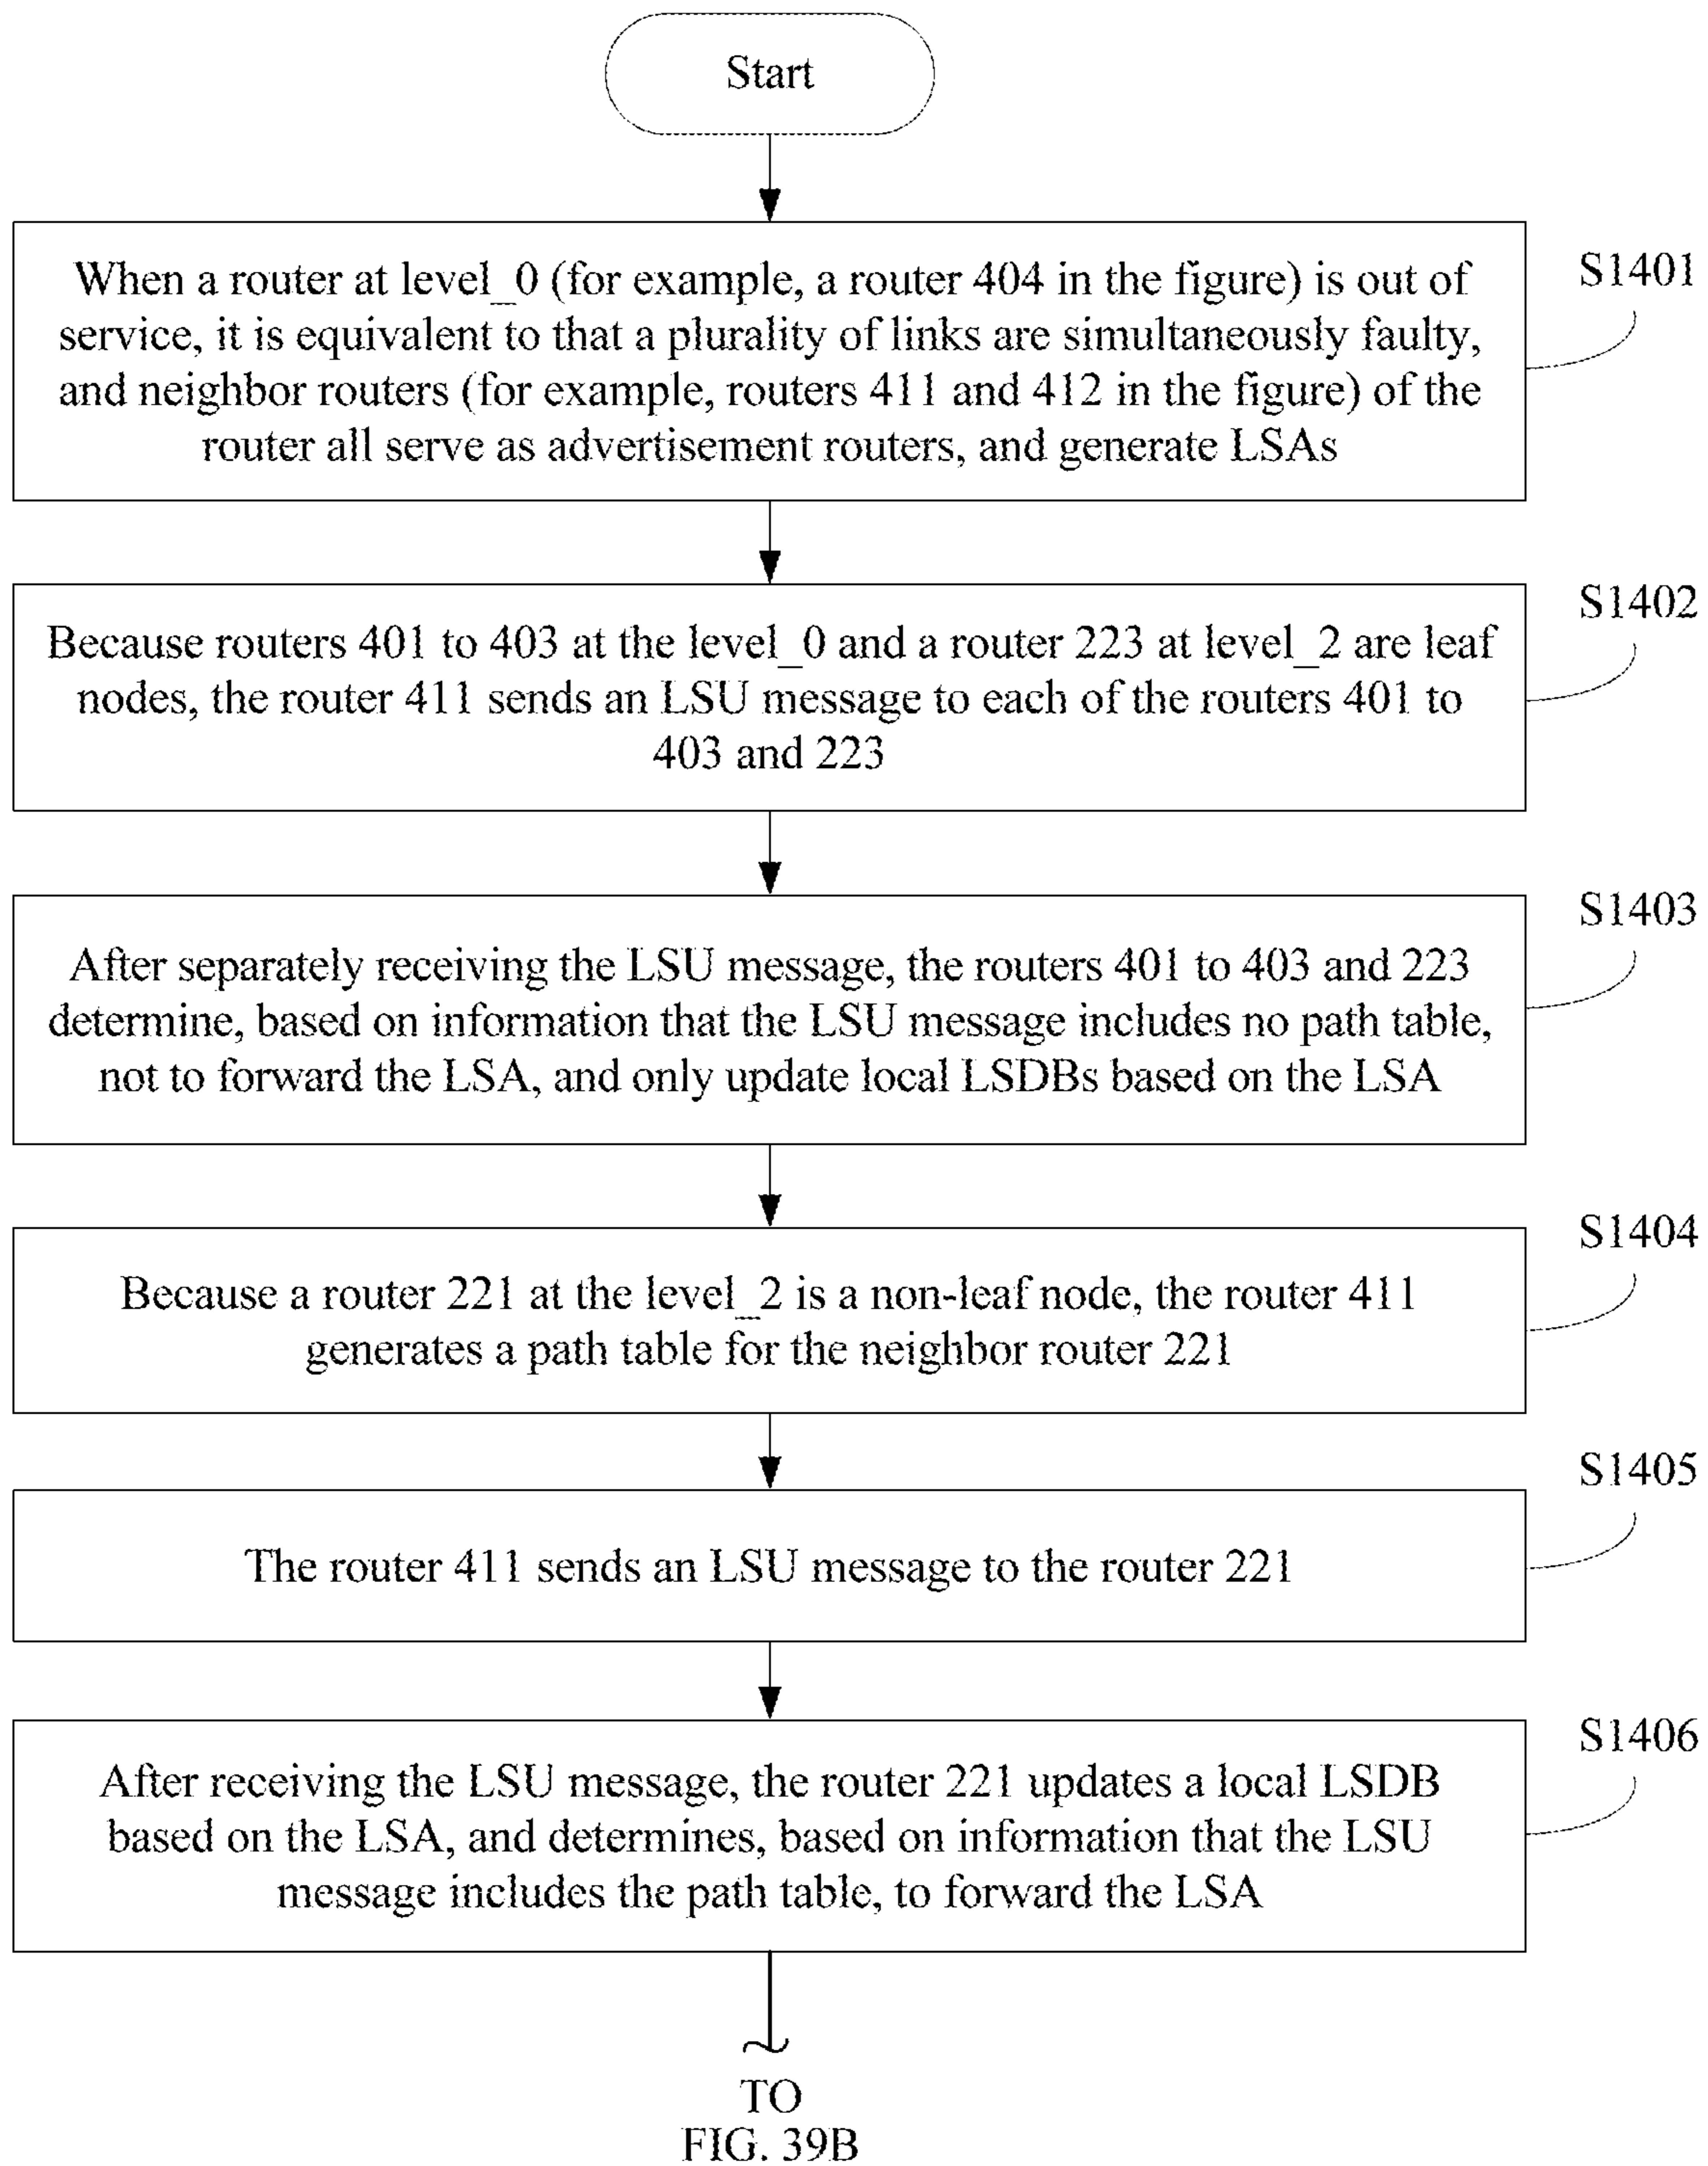 Start
When a router at level_0 (for example, a router 404 in the figure) is out of
service, it is equivalent to that a plurality of links are simultaneously faulty,
and neighbor routers (for example, routers 411 and 412 in the figure) of the
router all serve as advertisement routers, and generate LSAs
S1401
Because routers 401 to 403 at the level_0 and a router 223 at level_2 are leaf
nodes, the router 411 sends an LSU message to each of the routers 401 to
403 and 223
S1402
After separately receiving the LSU message, the routers 401 to 403 and 223
determine, based on information that the LSU message includes no path table,
not to forward the LSA, and only update local LSDBs based on the LSA
S1403
Because a router 221 at the level_2 is a non-leaf node, the router 411
generates a path table for the neighbor router 221
S1404
The router 411 sends an LSU message to the router 221
S1405
After receiving the LSU message, the router 221 updates a local LSDB
based on the LSA, and determines, based on information that the LSU
message includes the path table, to forward the LSA
S1406
TO
FIG. 39B